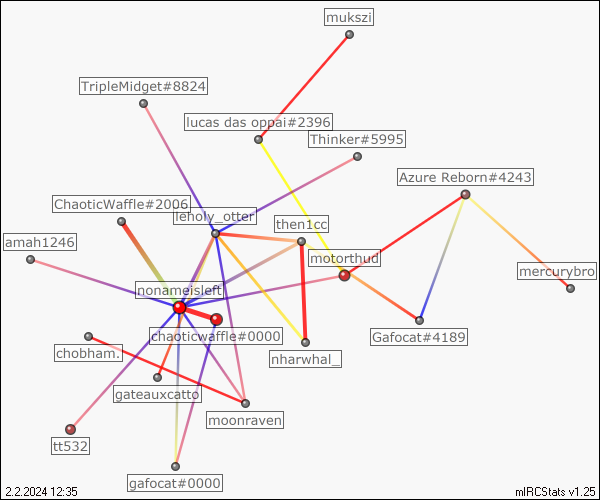 mukszi
TripleMidget#8824
lucas das oppai#2396
Thinker#5995
Azure Reborn#4243
ChaoticWaffle#2006
leholy_otter
then1cc
amah1246
motorthud
mercurybro
nonameisleft
chaoticwaffle#0000
Gafocat#4189
chobham.
nharwhal_
gateauxcatto
moonraven
tt532
gafocat#0000
2.2.2024 12:35
mIRCStats v1.25